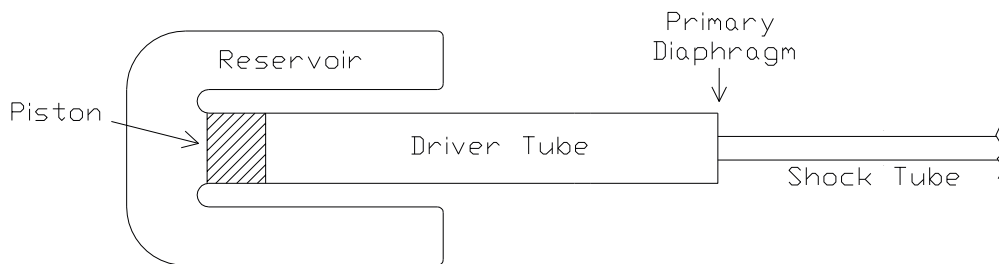 Primary
Diaphragm
Reservoir
Piston
Driver Tube
Shock Tube